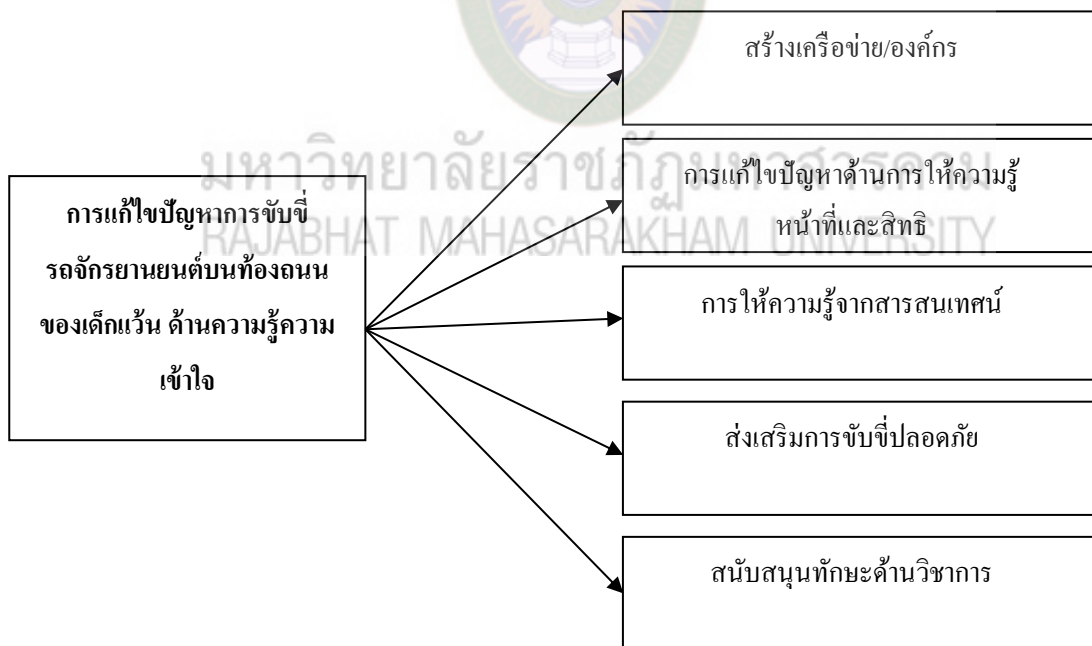 สร้างเครือข่าย/องค์กร
มหาวิทยาลัยราชภัฏมหาสารคาม
RAJABHAT MAHASARAKHAM UNIVERSITY
การแก้ไขปัญหาการขับขี่
รถจักรยานยนต์บนท้องถนน
ของเด็กแว้น ด้านความรู้ความ
เข้าใจ
การแก้ไขปัญหาด้านการให้ความรู้
หน้าที่และสิทธิ
การให้ความรู้จากสารสนเทศน์
ส่งเสริมการขับขี่ปลอดภัย
สนับสนุนทักษะด้านวิชาการ